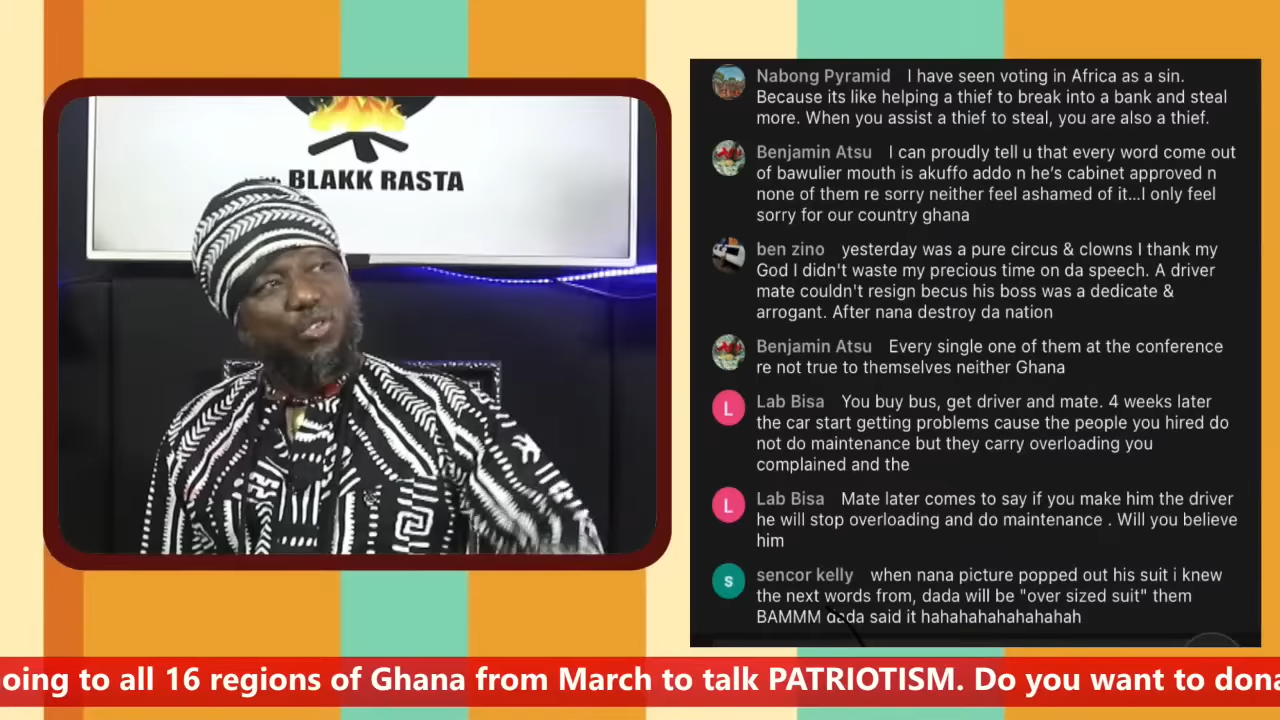 BLAKK RASTA
Nabong Pyramid I have seen voting in Africa as a sin.
Because its like helping a thief to break into a bank and steal
more. When you assist a thief to steal, you are also a thief.
Benjamin Atsu I can proudly tell u that every word come out
of bawulier mouth is akuffo addo n he's cabinet approved n
none of them re sorry neither feel ashamed of it...I only feel
sorry for our country ghana
ben zino yesterday was a pure circus & clowns I thank my
God I didn't waste my precious time on da speech. A driver
mate couldn't resign becus his boss was a dedicate &
arrogant. After nana destroy da nation
Benjamin Atsu Every single one of them at the conference
re not true to themselves neither Ghana
L Lab Bisa You buy bus, get driver and mate. 4 weeks later
the car start getting problems cause the people you hired do
not do maintenance but they carry overloading you
complained and the
L Lab Bisa Mate later comes to say if you make him the driver
he will stop overloading and do maintenance . Will you believe
him
s sencor kelly when nana picture popped out his suit i knew
the next words from, dada will be "over sized suit" them
BAMMM dada said it hahahahahahahahah
oing to all 16 regions of Ghana from March to talk PATRIOTISM. Do you want to dona